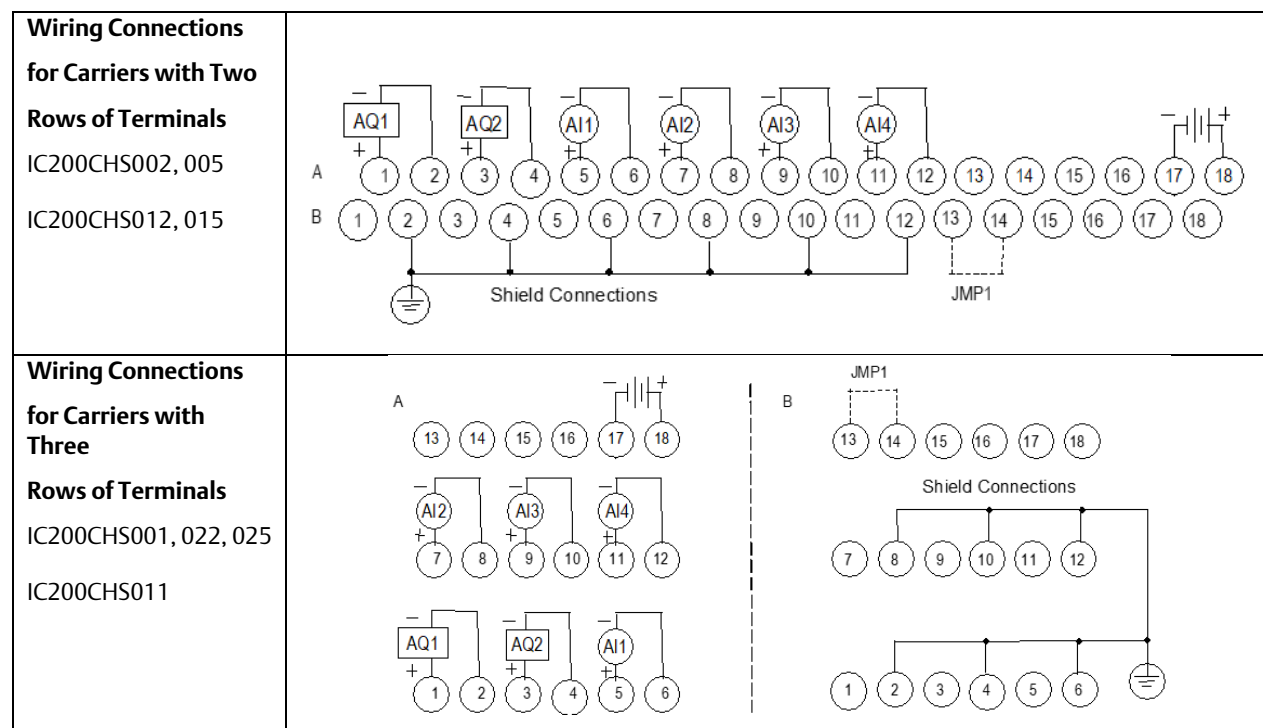 Wiring Connections
for Carriers with Two
Rows of Terminals
IC200CHS002, 005
IC200CHS012, 015
− − − − − − − +
AQ1 AQ2 AI1 AI2 AI3 AI4
+ + + + + +
A 1 2 3 4 5 6 7 8 9 10 11 12 13 14 15 16 17 18
B 1 2 3 4 5 6 7 8 9 10 11 12 13 14 15 16 17 18
Shield Connections JMP1
Wiring Connections
for Carriers with
Three
Rows of Terminals
IC200CHS001, 022, 025
IC200CHS011
A − +
13 14 15 16 17 18
− − −
AI2 AI3 AI4
+ + +
7 8 9 10 11 12
− − −
AQ1 AQ2 AI1
+ + +
1 2 3 4 5 6
JMP1
B
13 14 15 16 17 18
Shield Connections
7 8 9 10 11 12
1 2 3 4 5 6